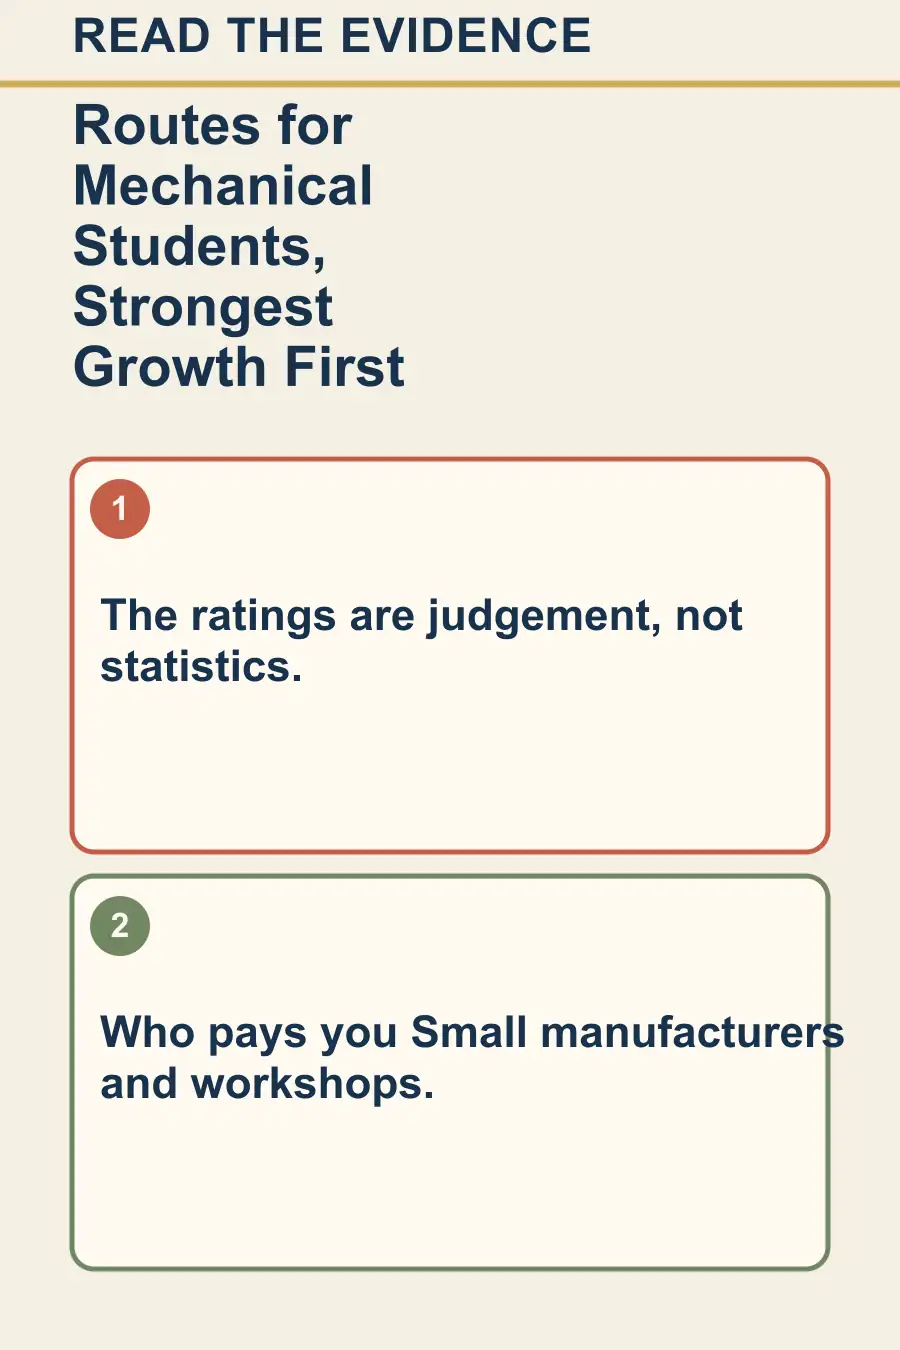 READ THE EVIDENCE
Routes for
Mechanical
Students,
Strongest
Growth First
1
The ratings are judgement, not
statistics.
2
Who pays you Small manufacturers
and workshops.